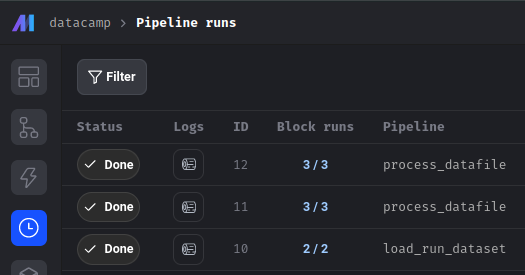 datacamp > Pipeline runs
Filter
Status Logs ID Block runs Pipeline
Done 12 3/3 process_datafile
Done 11 3/3 process_datafile
Done 10 2/2 load_run_dataset